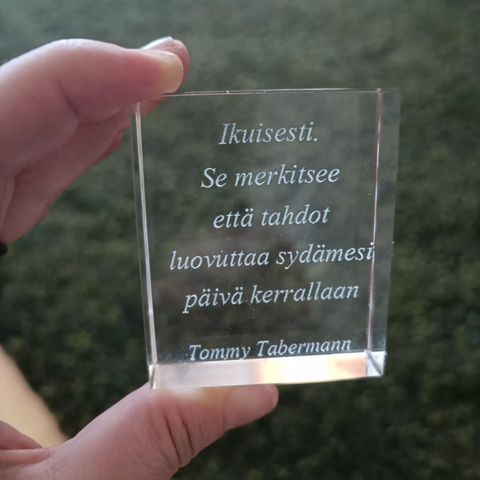 Ikuisesti.
Se merkitsee
että tahdot
luovuttaa sydämesi
päivä kerrallaan
Tommy Tabermann